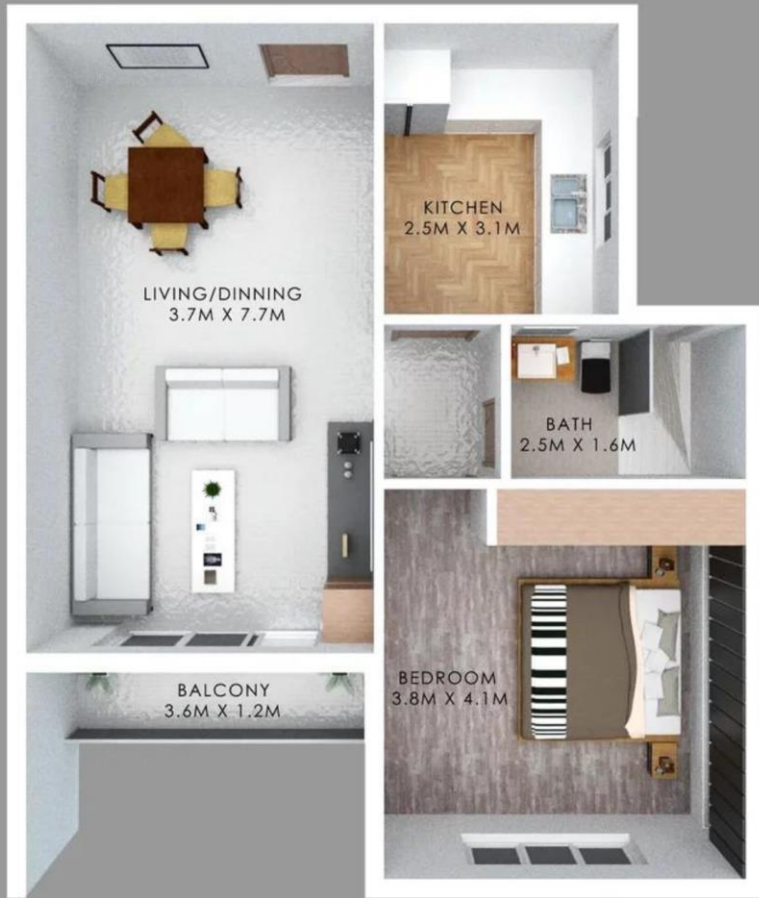 KITCHEN
2.5M X 3.1M
LIVING/DINNING
3.7M X 7.7M
BATH
2.5M X 1.6M
BEDROOM
3.8M X 4.1M
BALCONY
3.6M X 1.2M